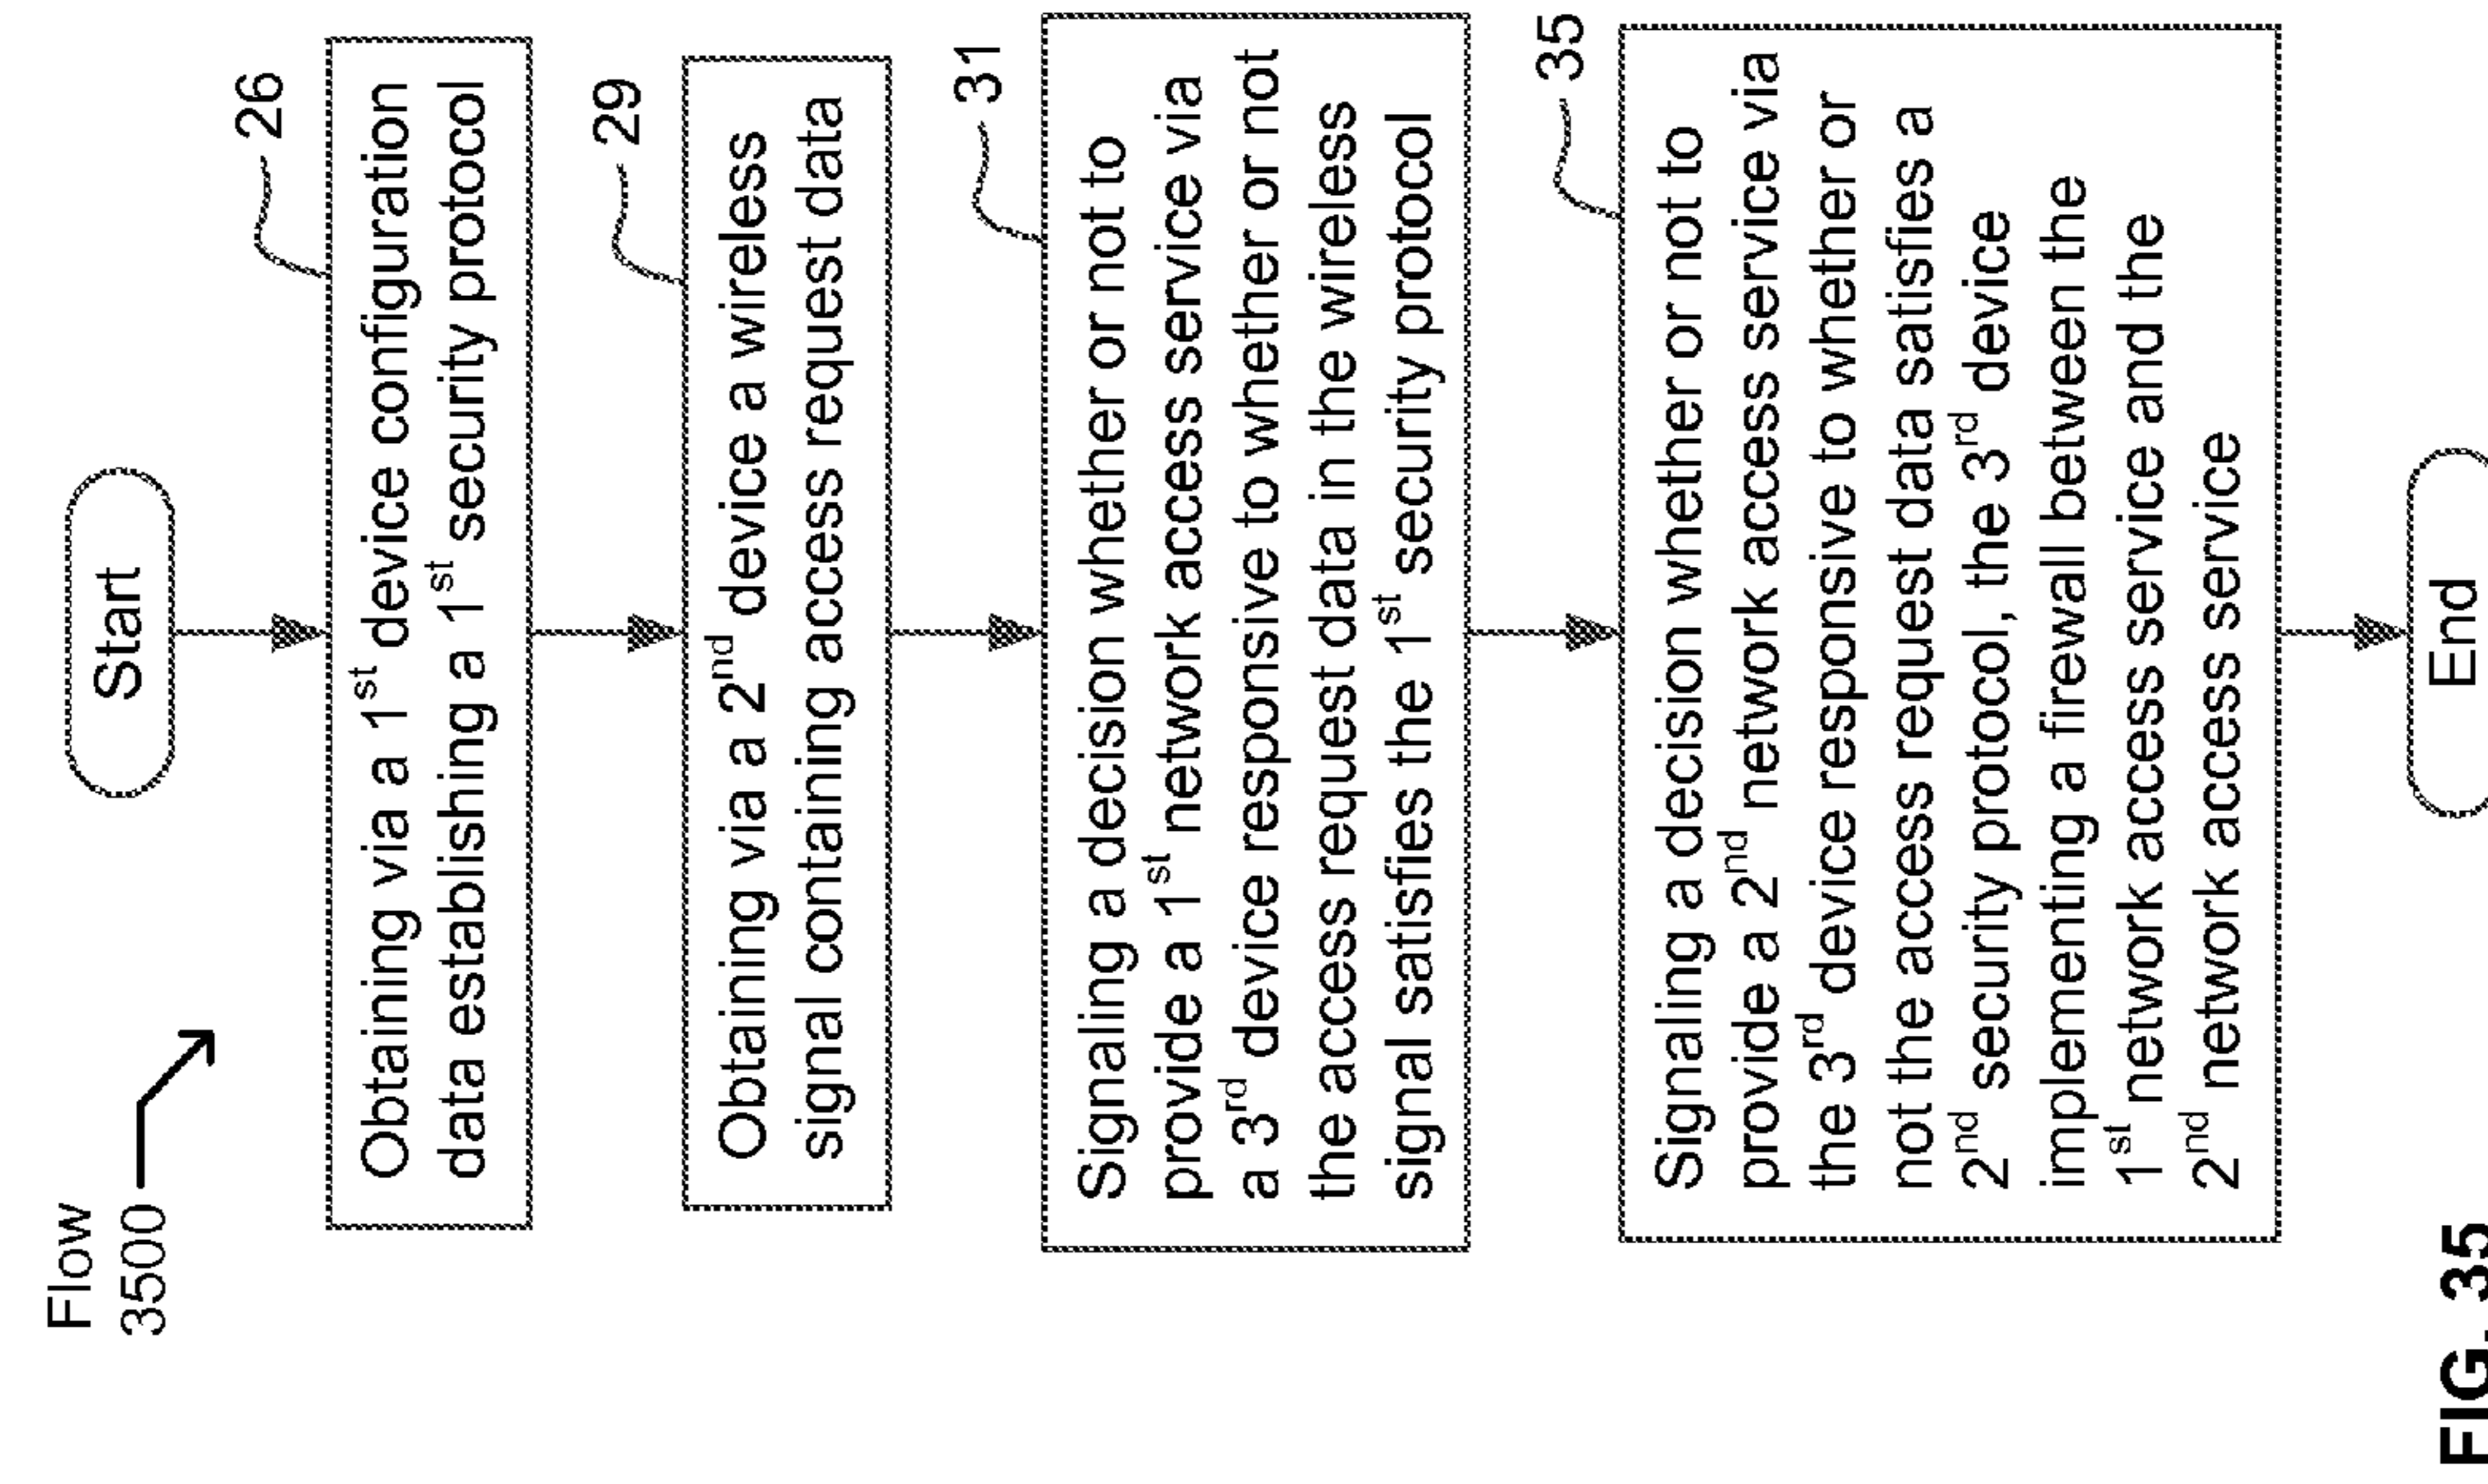 Flow
3500
Start
26
Obtaining via a 1st device configuration
data establishing a 1st security protocol
29
Obtaining via a 2nd device a wireless
signal containing access request data
31
Signaling a decision whether or not to
provide a 1st network access service via
a 3rd device responsive to whether or not
the access request data in the wireless
signal satisfies the 1st security protocol
35
Signaling a decision whether or not to
provide a 2nd network access service via
the 3rd device responsive to whether or
not the access request data satisfies a
2nd security protocol, the 3rd device
implementing a firewall between the
1st network access service and the
2nd network access service
End
FIG. 35